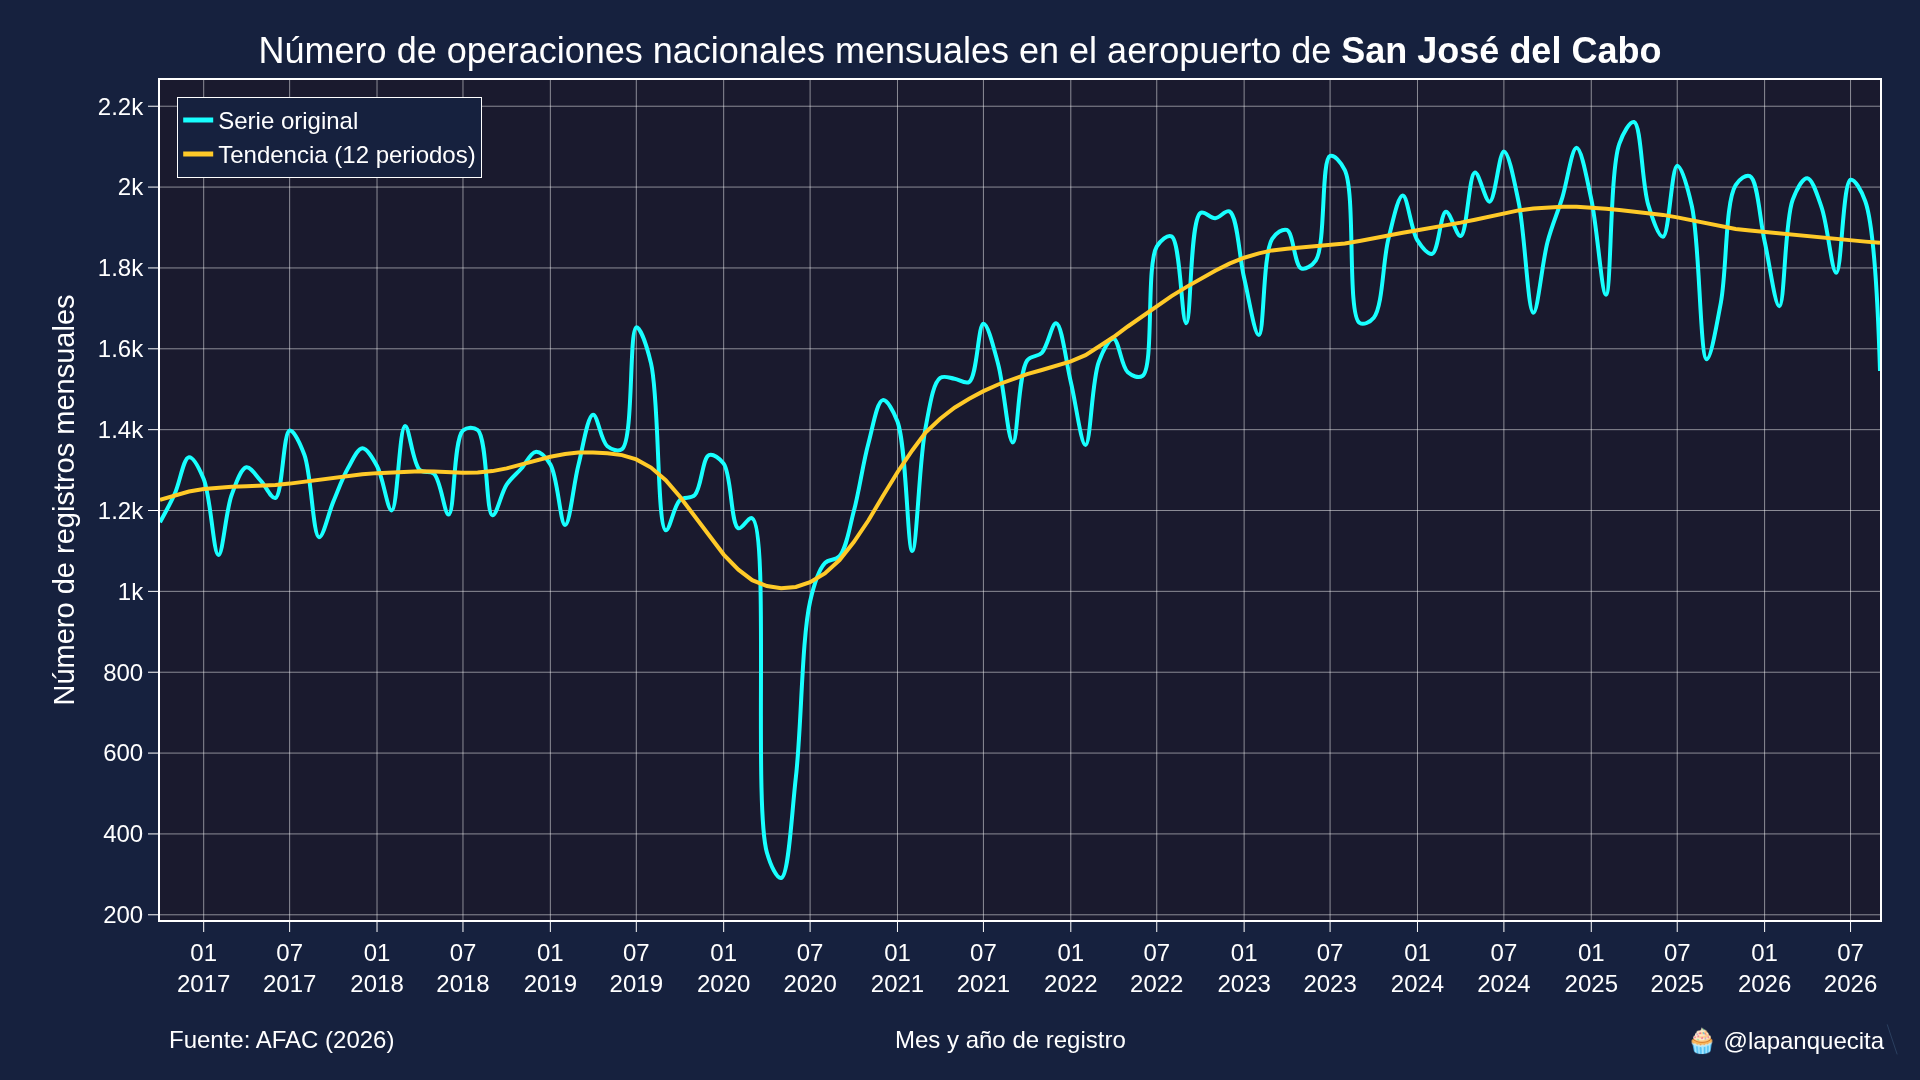 Número de operaciones nacionales mensuales en el aeropuerto de San José del Cabo
Serie original
Tendencia (12 periodos)
Número de registros mensuales
2.2k
2k
1.8k
1.6k
1.4k
1.2k
1k
800
600
400
200
01 07 01 07 01 07 01 07 01 07 01 07 01 07 01 07 01 07 01 07
2017 2017 2018 2018 2019 2019 2020 2020 2021 2021 2022 2022 2023 2023 2024 2024 2025 2025 2026 2026
Fuente: AFAC (2026)
Mes y año de registro
🧁 @lapanquecita